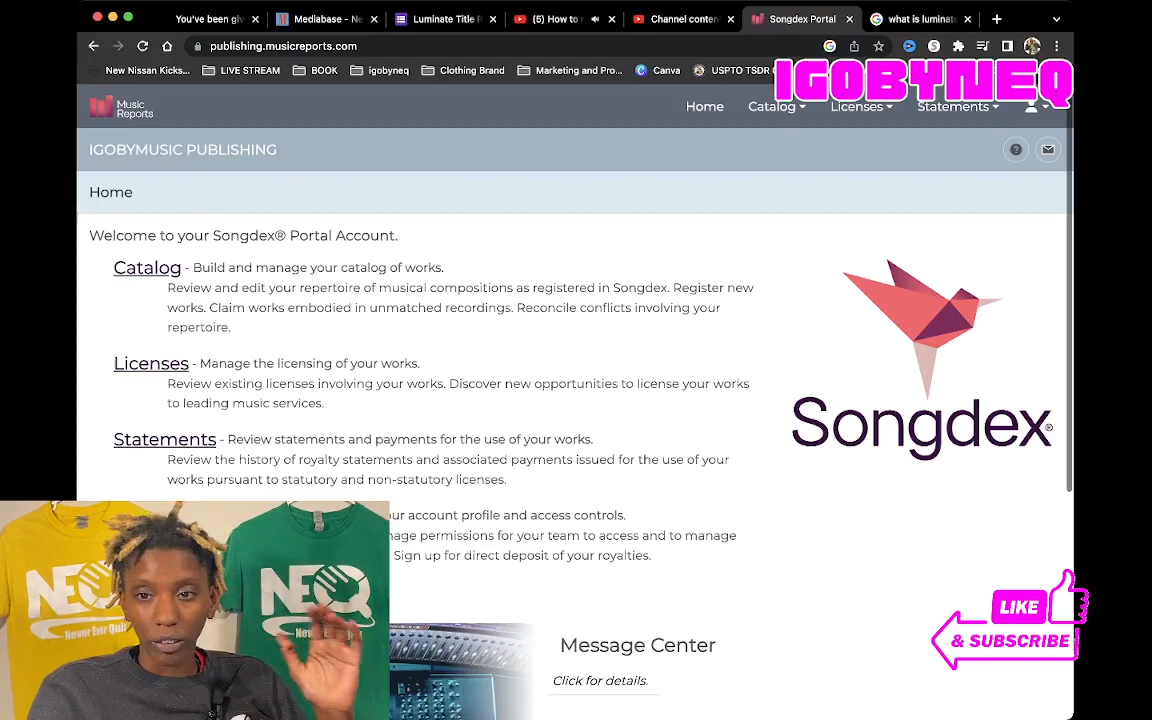 You've been giv
Mediabase - Ne
Luminate Title R
(5) How to r
Channel content
Songdex Portal
what is luminate
publishing.musicreports.com
New Nissan Kicks...
LIVE STREAM
BOOK
igobyneq
Clothing Brand
Marketing and Pro...
Canva
USPTO TSDR
IGOBYNEQ
Music
Reports
Home
Catalog
Licenses
Statements
IGOBYMUSIC PUBLISHING
Home
Welcome to your Songdex® Portal Account.
Catalog - Build and manage your catalog of works.
Review and edit your repertoire of musical compositions as registered in Songdex. Register new
works. Claim works embodied in unmatched recordings. Reconcile conflicts involving your
repertoire.
Licenses - Manage the licensing of your works.
Review existing licenses involving your works. Discover new opportunities to license your works
to leading music services.
Statements - Review statements and payments for the use of your works.
Review the history of royalty statements and associated payments issued for the use of your
works pursuant to statutory and non-statutory licenses.
ur account profile and access controls.
nage permissions for your team to access and to manage
Sign up for direct deposit of your royalties.
Songdex®
NEQ
Never Ever Quit
NEQ
Message Center
Click for details.
LIKE
& SUBSCRIBE